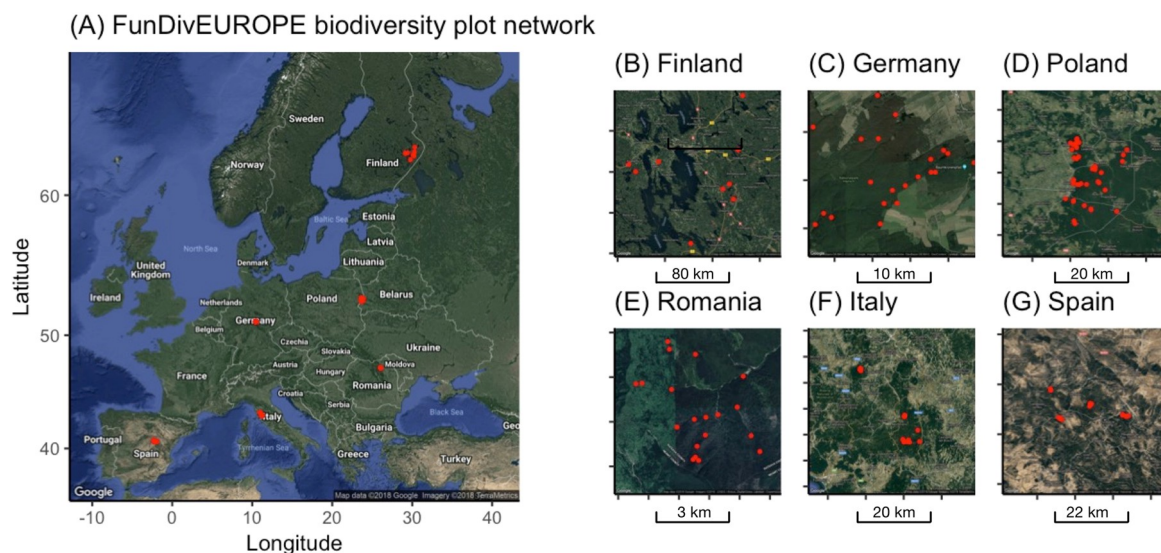 (A) FunDivEUROPE biodiversity plot network
Sweden
Norway
Finland
60
Estonia
Baltic Sea
Latvia
North Sea
Lithuania
Denmark
United
Kingdom
Ireland
Netherlands
Poland
Belarus
Germany
50
Belgium
Czechia
Ukraine
Slovakia
Austria
Moldova
France
Hungary
Romania
Croatia
Serbia
Italy
Black Sea
Bulgaria
Geo
Portugal
Spain
Tyrrhenian Sea
40
Greece
Turkey
Google
Map data ©2018 Google Imagery ©2018 TerraMetrics
-10 0 10 20 30 40
Longitude
Latitude
(B) Finland
80 km
(C) Germany
10 km
(D) Poland
20 km
(E) Romania
3 km
(F) Italy
20 km
(G) Spain
22 km